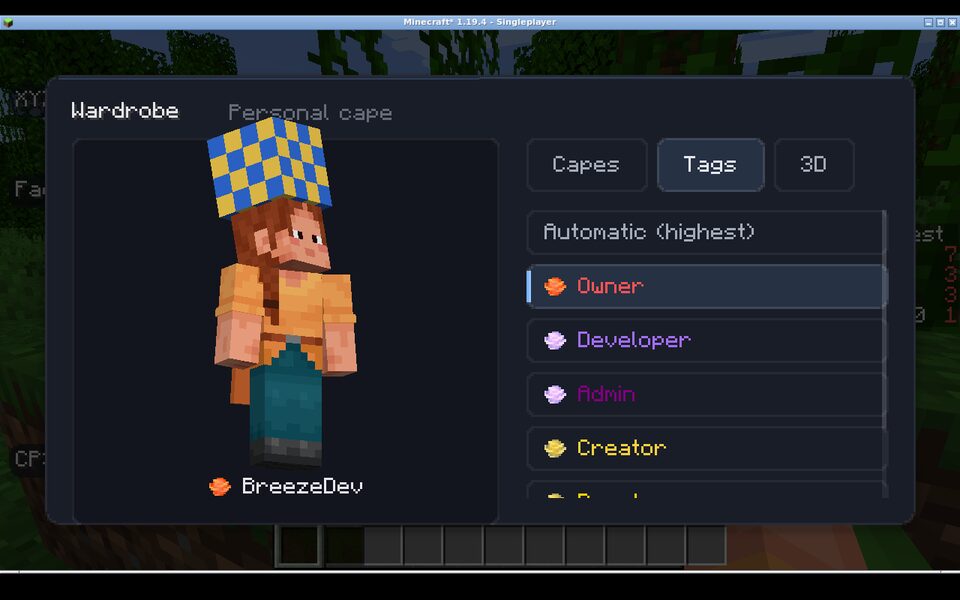 Minecraft* 1.19.4 - Singleplayer
Wardrobe
Personal cape
Capes
Tags
3D
Automatic (highest)
Owner
Developer
Admin
Creator
BreezeDev